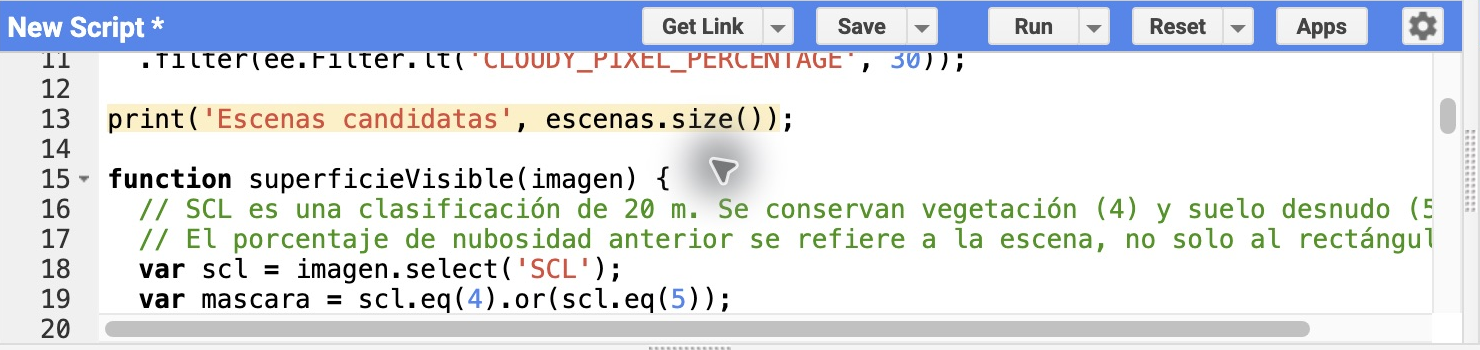 New Script *
Get Link
Save
Run
Reset
Apps
11 .filter(ee.Filter.lt('CLOUDY_PIXEL_PERCENTAGE', 30));
12
13 print('Escenas candidatas', escenas.size());
14
15 function superficieVisible(imagen) {
16 // SCL es una clasificación de 20 m. Se conservan vegetación (4) y suelo desnudo (5
17 // El porcentaje de nubosidad anterior se refiere a la escena, no solo al rectángul
18 var scl = imagen.select('SCL');
19 var mascara = scl.eq(4).or(scl.eq(5));
20